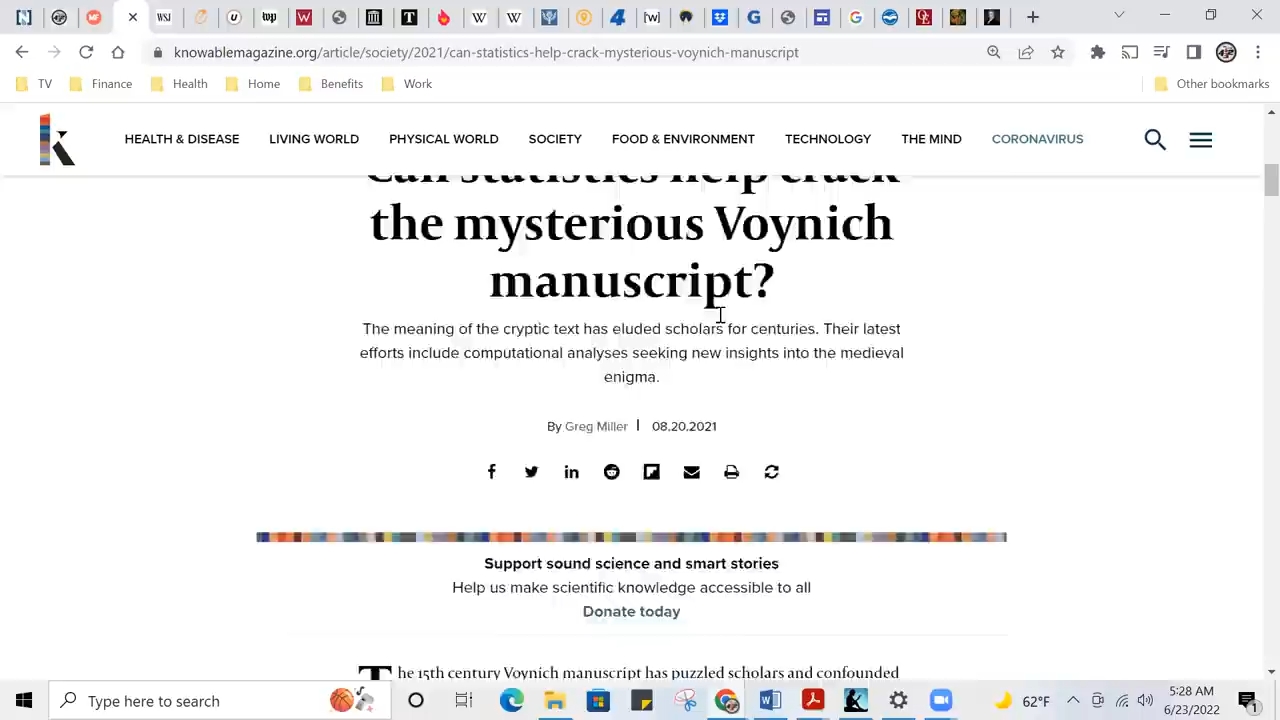 knowablemagazine.org/article/society/2021/can-statistics-help-crack-mysterious-voynich-manuscript
TV Finance Health Home Benefits Work Other bookmarks
HEALTH & DISEASE LIVING WORLD PHYSICAL WORLD SOCIETY FOOD & ENVIRONMENT TECHNOLOGY THE MIND CORONAVIRUS
Can statistics help crack
the mysterious Voynich
manuscript?
The meaning of the cryptic text has eluded scholars for centuries. Their latest
efforts include computational analyses seeking new insights into the medieval
enigma.
By Greg Miller | 08.20.2021
Support sound science and smart stories
Help us make scientific knowledge accessible to all
Donate today
The 15th century Voynich manuscript has puzzled scholars and confounded
Type here to search
62°F
5:28 AM
6/23/2022